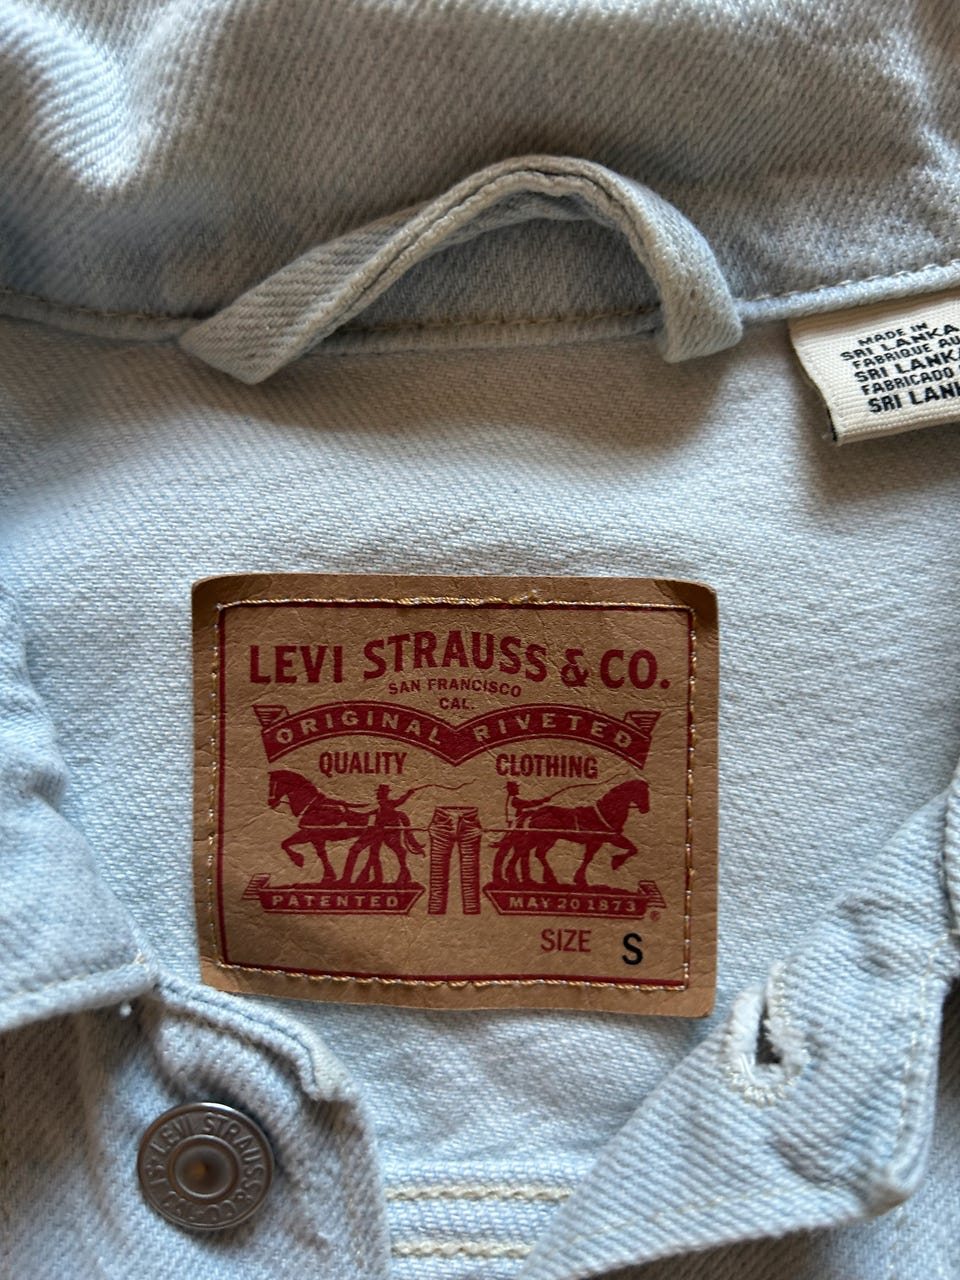 MADE IN
SRI LANKA
FABRIQUE AU
SRI LANKA
FABRICADO
SRI LANK
LEVI STRAUSS & CO.
SAN FRANCISCO
CAL.
ORIGINAL RIVETED
QUALITY CLOTHING
PATENTED MAY 20 1873 ®
SIZE S
LEVI STRAUSS & CO